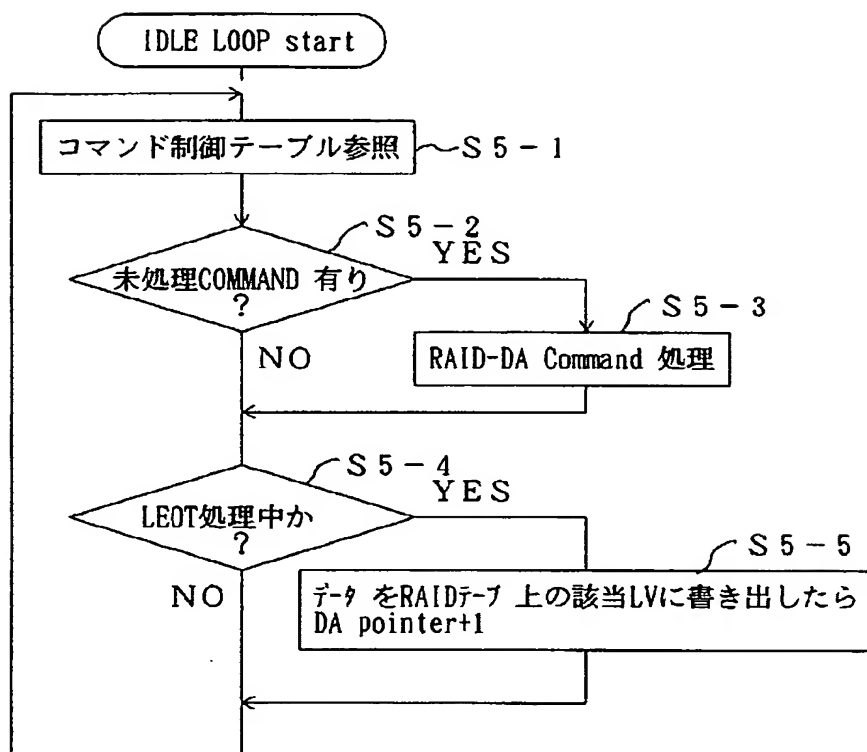 IDLE LOOP start
コマンド制御テーブル参照
S5-1
S5-2
未処理COMMAND 有り
?
YES
NO
S5-3
RAID-DA Command 処理
S5-4
LEOT処理中か
?
YES
NO
S5-5
データ をRAIDテープ 上の該当LVに書き出したら
DA pointer+1